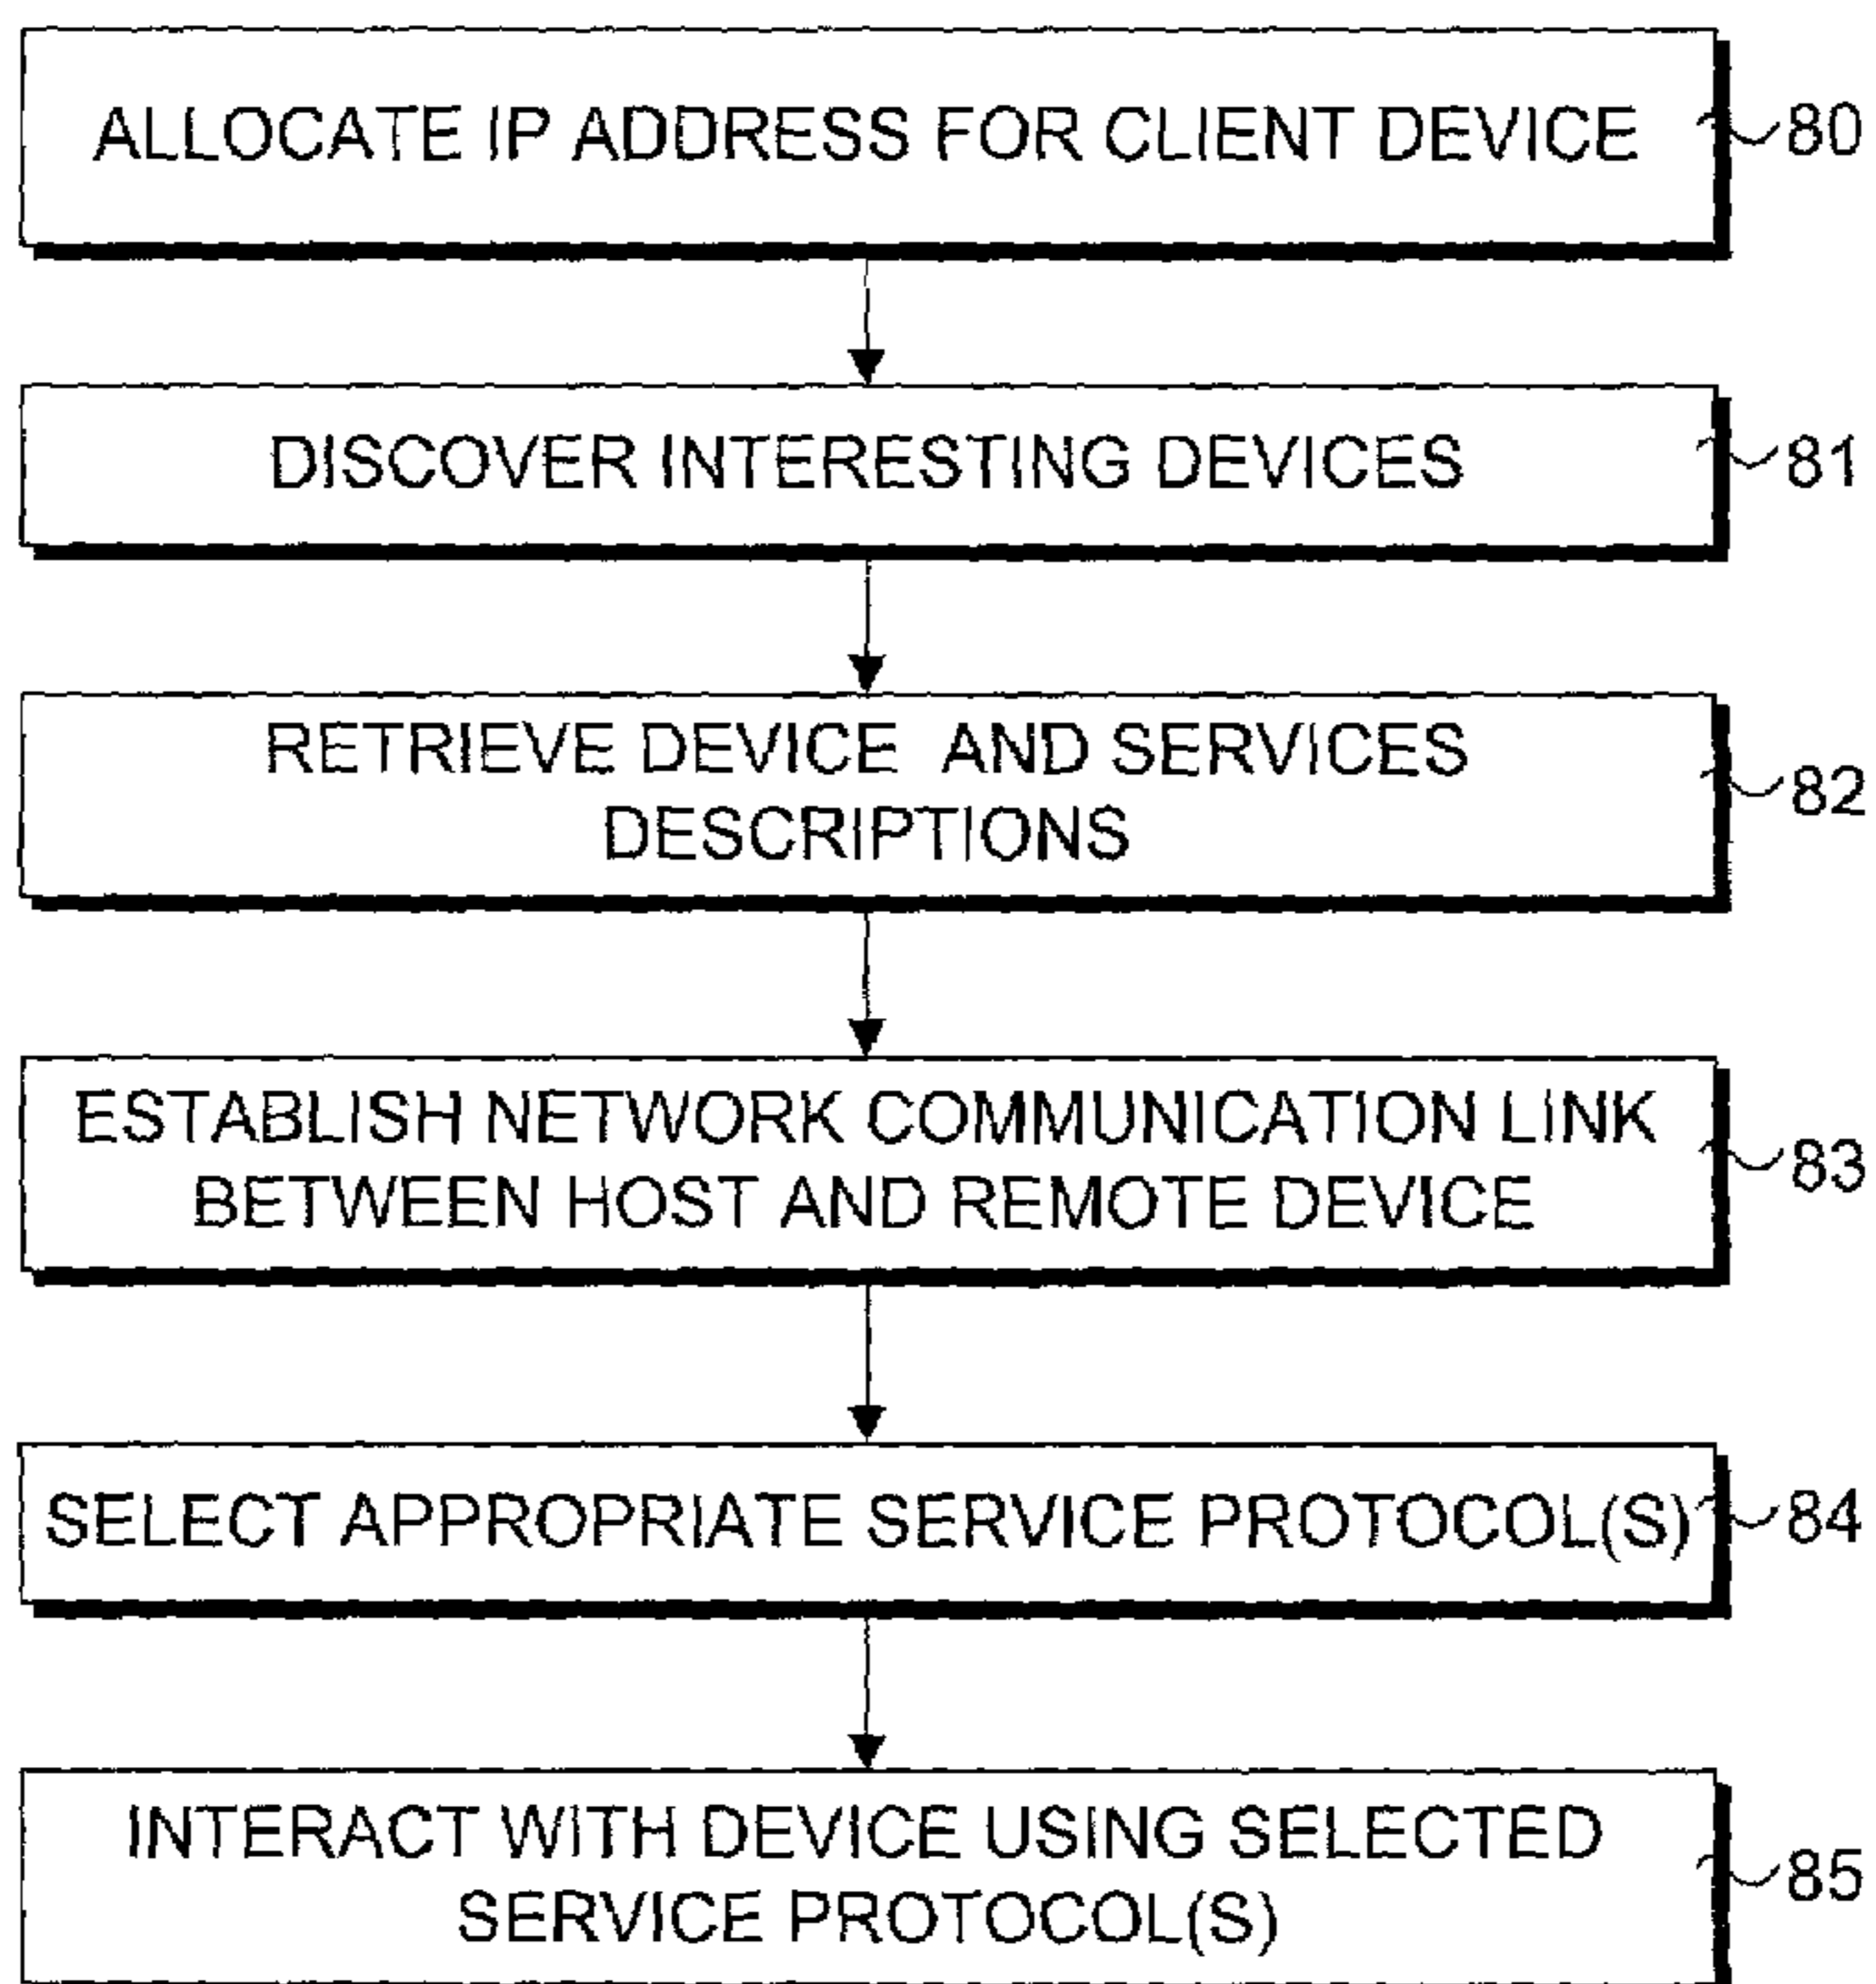 ALLOCATE IP ADDRESS FOR CLIENT DEVICE 80
DISCOVER INTERESTING DEVICES 81
RETRIEVE DEVICE AND SERVICES
DESCRIPTIONS
82
ESTABLISH NETWORK COMMUNICATION LINK
BETWEEN HOST AND REMOTE DEVICE
83
SELECT APPROPRIATE SERVICE PROTOCOL(S) 84
INTERACT WITH DEVICE USING SELECTED
SERVICE PROTOCOL(S)
85